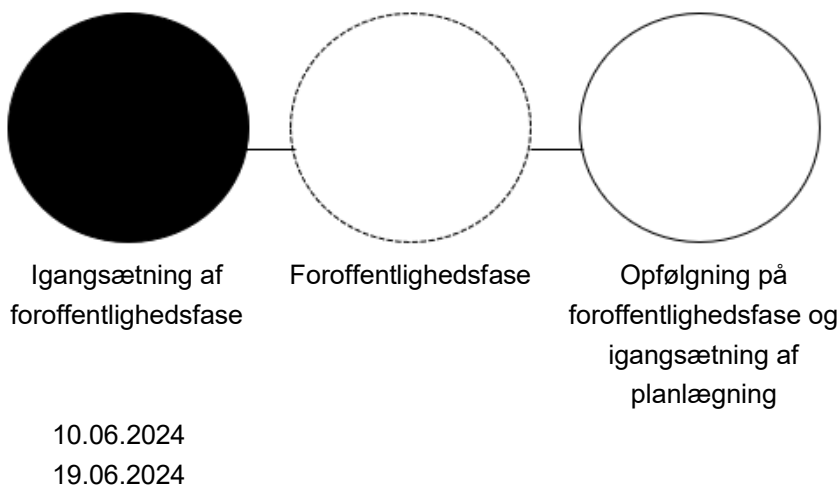 Igangsætning af
foroffentlighedsfase
Foroffentlighedsfase
Opfølgning på
foroffentlighedsfase og
igangsætning af
planlægning
10.06.2024
19.06.2024